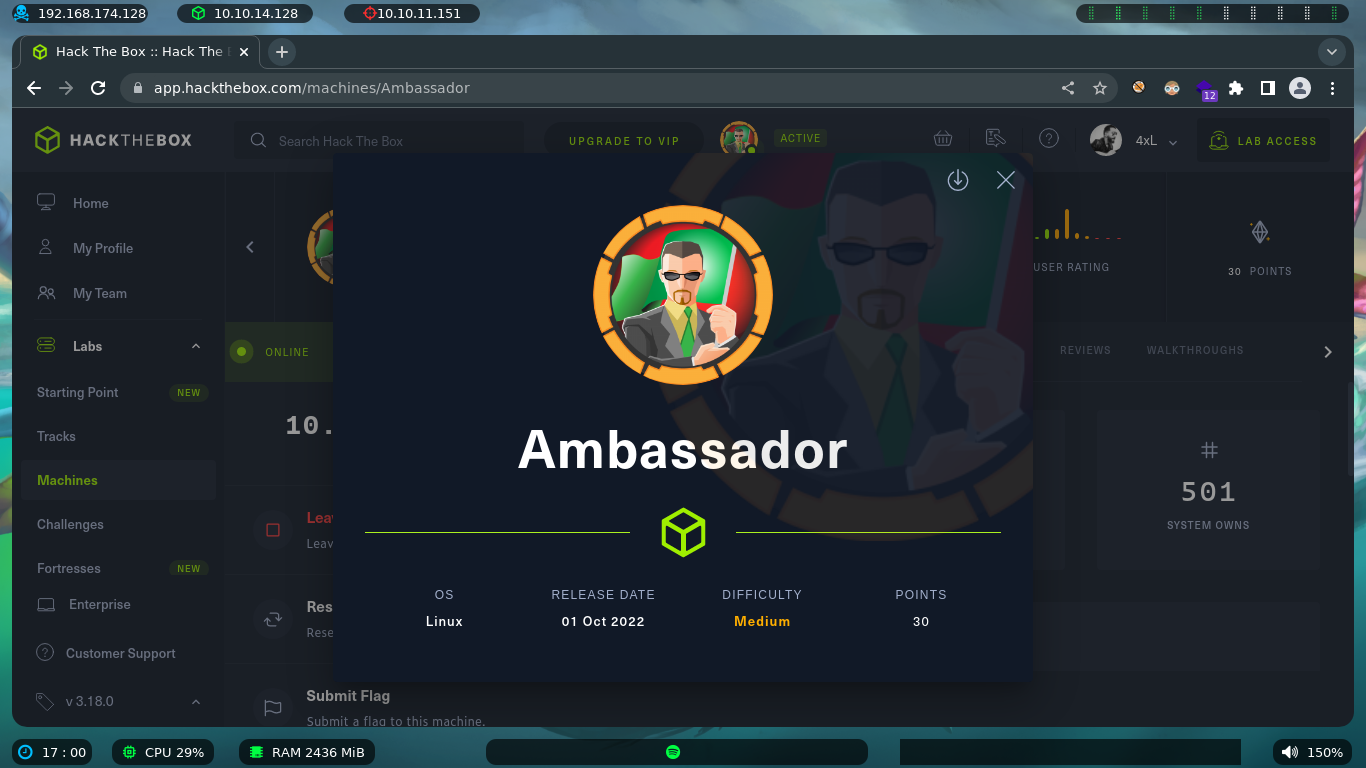 192.168.174.128
10.10.14.128
10.10.11.151
Hack The Box :: Hack The
app.hackthebox.com/machines/Ambassador
12
HACKTHEBOX
Search Hack The Box
UPGRADE TO VIP
ACTIVE
4xL
LAB ACCESS
Home
My Profile
My Team
Labs
Starting Point NEW
Tracks
Machines
Challenges
Fortresses NEW
Enterprise
Customer Support
v 3.18.0
USER RATING
30 POINTS
ONLINE
REVIEWS
WALKTHROUGHS
10.
501
SYSTEM OWNS
Submit Flag
Submit a flag to this machine.
Ambassador
OS RELEASE DATE DIFFICULTY POINTS
Linux 01 Oct 2022 Medium 30
17 : 00
CPU 29%
RAM 2436 MiB
150%